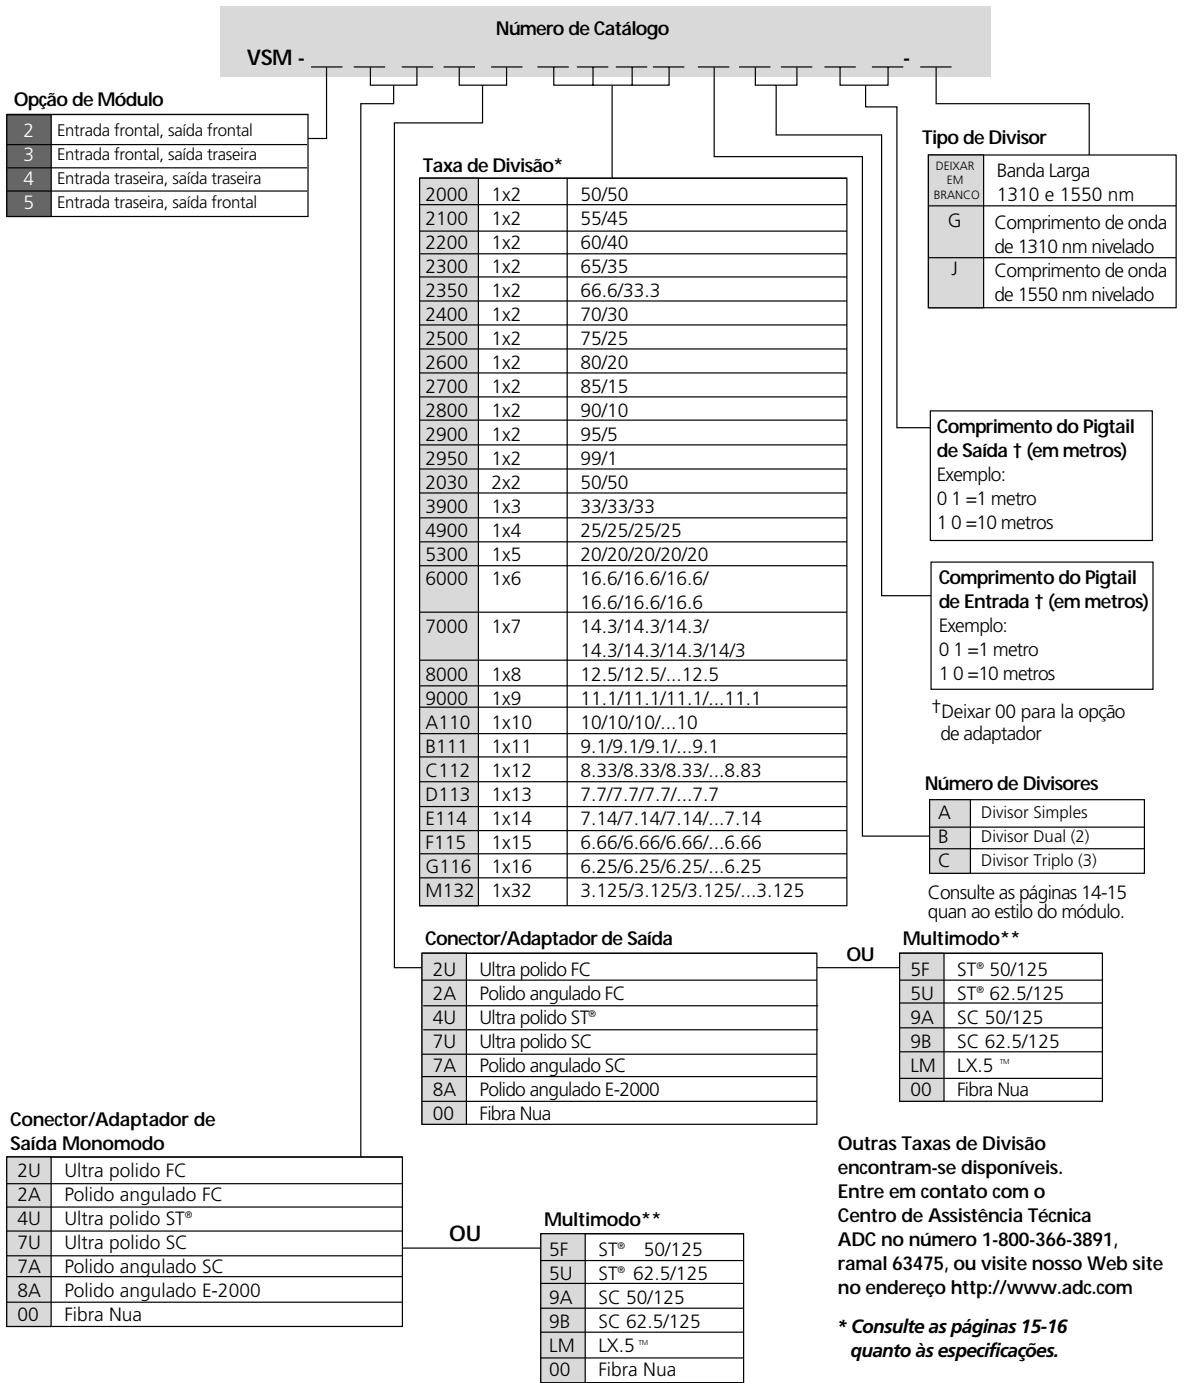 Número de Catálogo
VSM - __ __ __ __ __ __ __ __ __ __ __ __ __ __ - __
Opção de Módulo
2 Entrada frontal, saída frontal
3 Entrada frontal, saída traseira
4 Entrada traseira, saída traseira
5 Entrada traseira, saída frontal
Taxa de Divisão*
2000 1x2 50/50
2100 1x2 55/45
2200 1x2 60/40
2300 1x2 65/35
2350 1x2 66.6/33.3
2400 1x2 70/30
2500 1x2 75/25
2600 1x2 80/20
2700 1x2 85/15
2800 1x2 90/10
2900 1x2 95/5
2950 1x2 99/1
2030 2x2 50/50
3900 1x3 33/33/33
4900 1x4 25/25/25/25
5300 1x5 20/20/20/20/20
6000 1x6 16.6/16.6/16.6/
16.6/16.6/16.6
7000 1x7 14.3/14.3/14.3/
14.3/14.3/14.3/14/3
8000 1x8 12.5/12.5/...12.5
9000 1x9 11.1/11.1/11.1/...11.1
A110 1x10 10/10/10/...10
B111 1x11 9.1/9.1/9.1/...9.1
C112 1x12 8.33/8.33/8.33/...8.83
D113 1x13 7.7/7.7/7.7/...7.7
E114 1x14 7.14/7.14/7.14/...7.14
F115 1x15 6.66/6.66/6.66/...6.66
G116 1x16 6.25/6.25/6.25/...6.25
M132 1x32 3.125/3.125/3.125/...3.125
Tipo de Divisor
DEIXAR
EM
BRANCO
Banda Larga
1310 e 1550 nm
G Comprimento de onda
de 1310 nm nivelado
J Comprimento de onda
de 1550 nm nivelado
Comprimento do Pigtail
de Saída † (em metros)
Exemplo:
0 1 =1 metro
1 0 =10 metros
Comprimento do Pigtail
de Entrada † (em metros)
Exemplo:
0 1 =1 metro
1 0 =10 metros
†Deixar 00 para la opção
de adaptador
Número de Divisores
A Divisor Simples
B Divisor Dual (2)
C Divisor Triplo (3)
Consulte as páginas 14-15
quan ao estilo do módulo.
Conector/Adaptador de Saída
2U Ultra polido FC
2A Polido angulado FC
4U Ultra polido ST®
7U Ultra polido SC
7A Polido angulado SC
8A Polido angulado E-2000
00 Fibra Nua
OU
Multimodo**
5F ST® 50/125
5U ST® 62.5/125
9A SC 50/125
9B SC 62.5/125
LM LX.5 ™
00 Fibra Nua
Conector/Adaptador de
Saída Monomodo
2U Ultra polido FC
2A Polido angulado FC
4U Ultra polido ST®
7U Ultra polido SC
7A Polido angulado SC
8A Polido angulado E-2000
00 Fibra Nua
OU
Multimodo**
5F ST® 50/125
5U ST® 62.5/125
9A SC 50/125
9B SC 62.5/125
LM LX.5 ™
00 Fibra Nua
Outras Taxas de Divisão
encontram-se disponíveis.
Entre em contato com o
Centro de Assistência Técnica
ADC no número 1-800-366-3891,
ramal 63475, ou visite nosso Web site
no endereço http://www.adc.com
* Consulte as páginas 15-16
quanto às especificações.